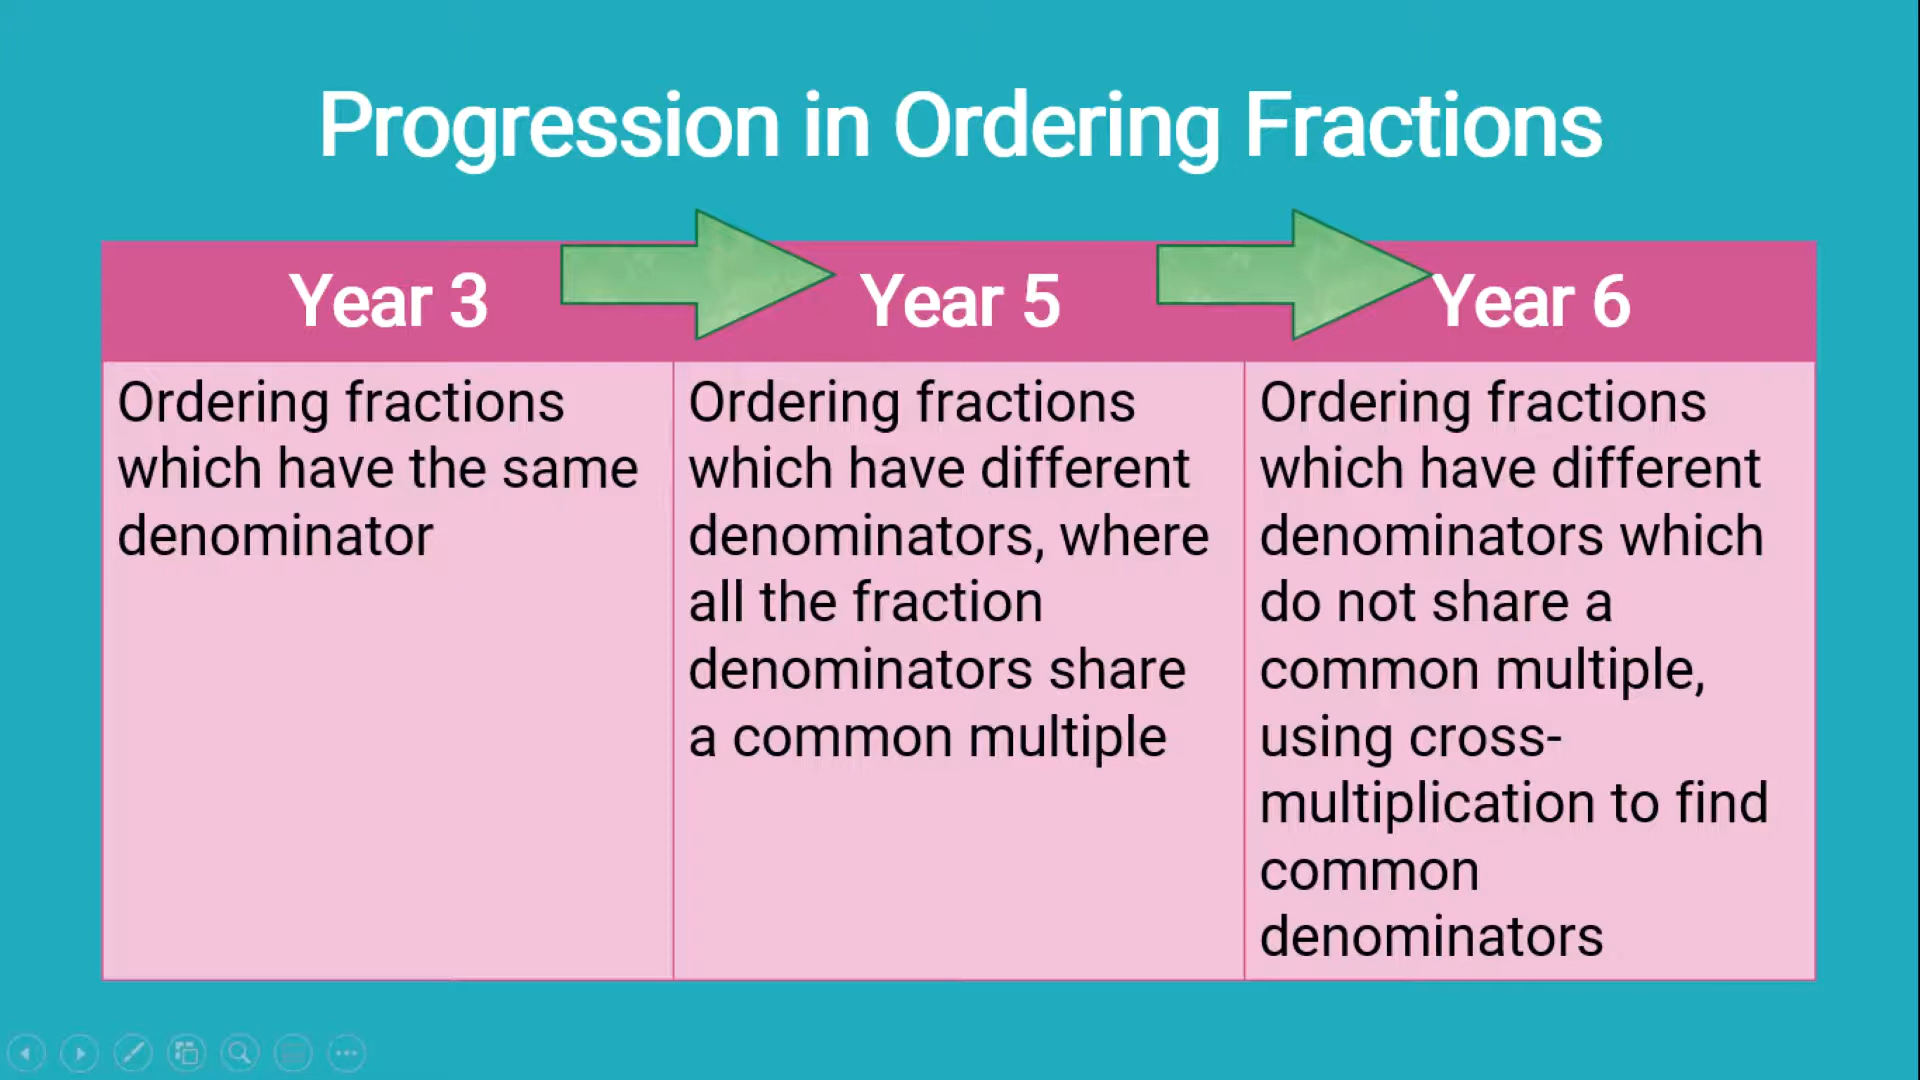 Progression in Ordering Fractions
Year 3
Year 5
Year 6
Ordering fractions
which have the same
denominator
Ordering fractions
which have different
denominators, where
all the fraction
denominators share
a common multiple
Ordering fractions
which have different
denominators which
do not share a
common multiple,
using cross-
multiplication to find
common
denominators